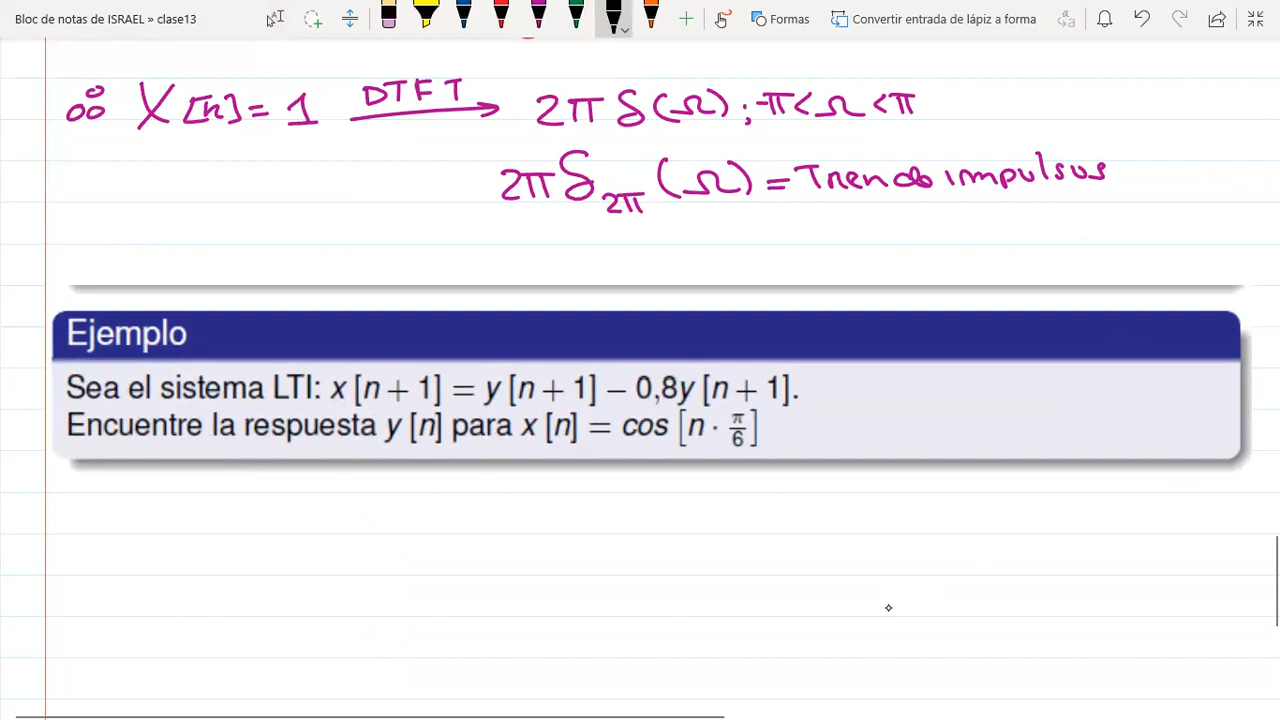 Bloc de notas de ISRAEL » clase13
Formas
Convertir entrada de lápiz a forma
∴ X[n] = 1 DTFT → 2π δ(Ω) ; -π < Ω < π
2π δ₂π (Ω) = Tren de impulsos
Ejemplo
Sea el sistema LTI: x [n + 1] = y [n + 1] − 0,8y [n + 1].
Encuentre la respuesta y [n] para x [n] = cos [n · π/6]